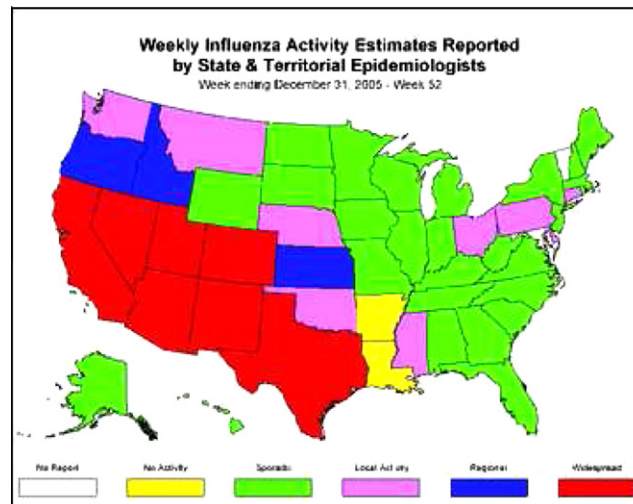 Weekly Influenza Activity Estimates Reported
by State & Territorial Epidemiologists
Week ending December 31, 2005 - Week 52
No Report
No Activity
Sporadic
Local Activity
Regional
Widespread